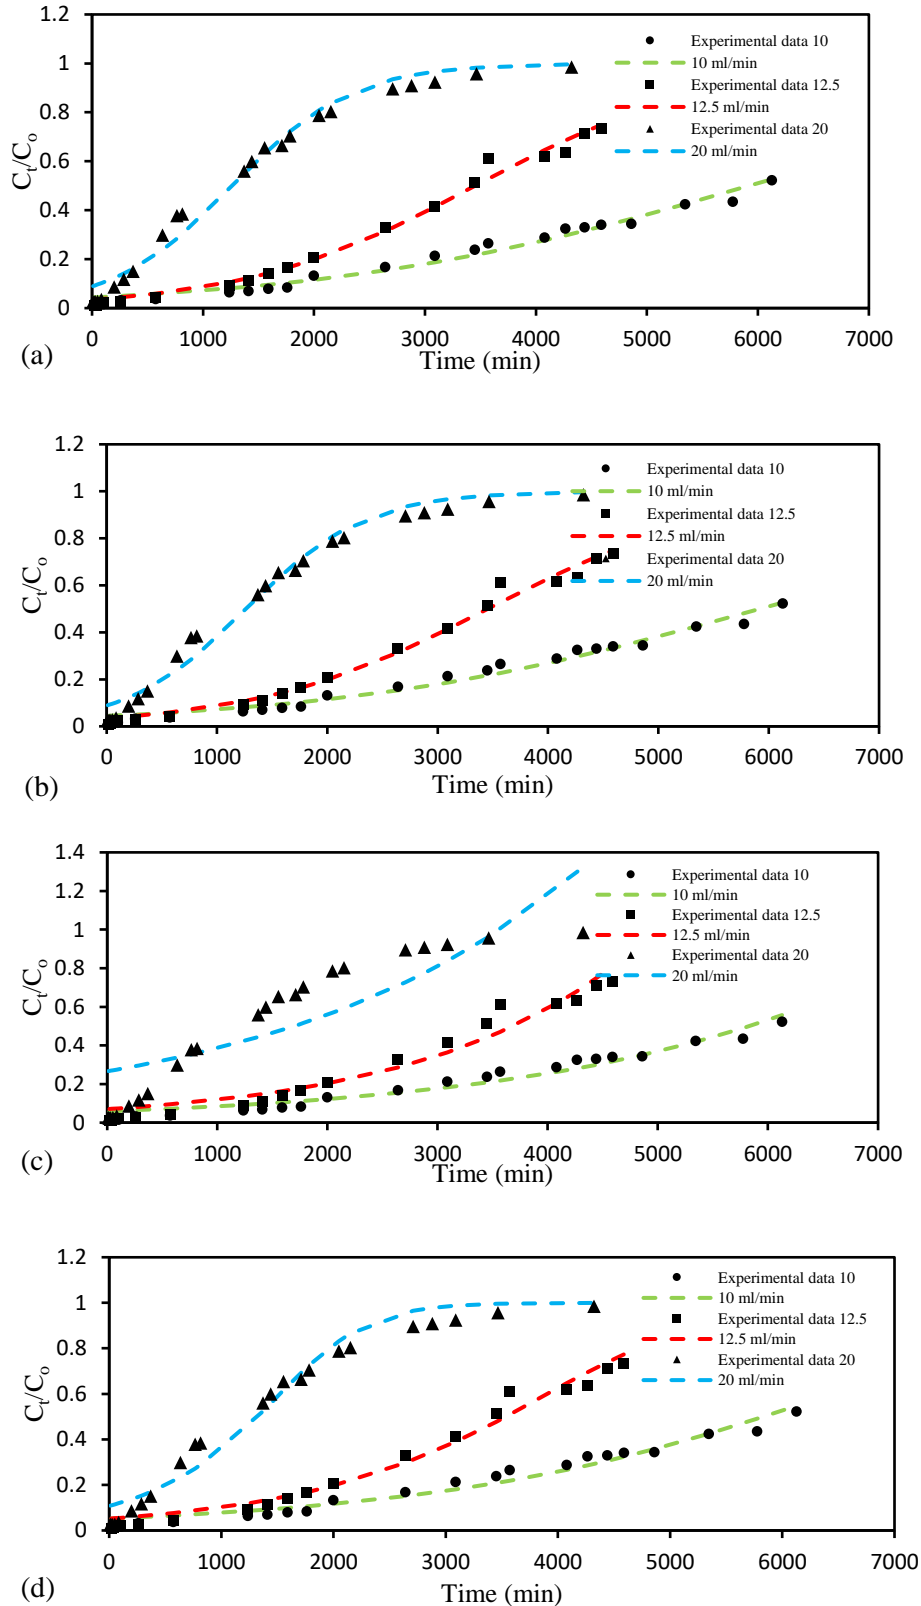 1.2
1
0.8
0.6
0.4
0.2
0
Ct/Co
Experimental data 10
10 ml/min
Experimental data 12.5
12.5 ml/min
Experimental data 20
20 ml/min
0 1000 2000 3000 4000 5000 6000 7000
Time (min)
(a)
1.2
1
0.8
0.6
0.4
0.2
0
Ct/Co
Experimental data 10
10 ml/min
Experimental data 12.5
12.5 ml/min
Experimental data 20
20 ml/min
0 1000 2000 3000 4000 5000 6000 7000
Time (min)
(b)
1.4
1.2
1
0.8
0.6
0.4
0.2
0
Ct/Co
Experimental data 10
10 ml/min
Experimental data 12.5
12.5 ml/min
Experimental data 20
20 ml/min
0 1000 2000 3000 4000 5000 6000 7000
Time (min)
(c)
1.2
1
0.8
0.6
0.4
0.2
0
Ct/Co
Experimental data 10
10 ml/min
Experimental data 12.5
12.5 ml/min
Experimental data 20
20 ml/min
0 1000 2000 3000 4000 5000 6000 7000
Time (min)
(d)